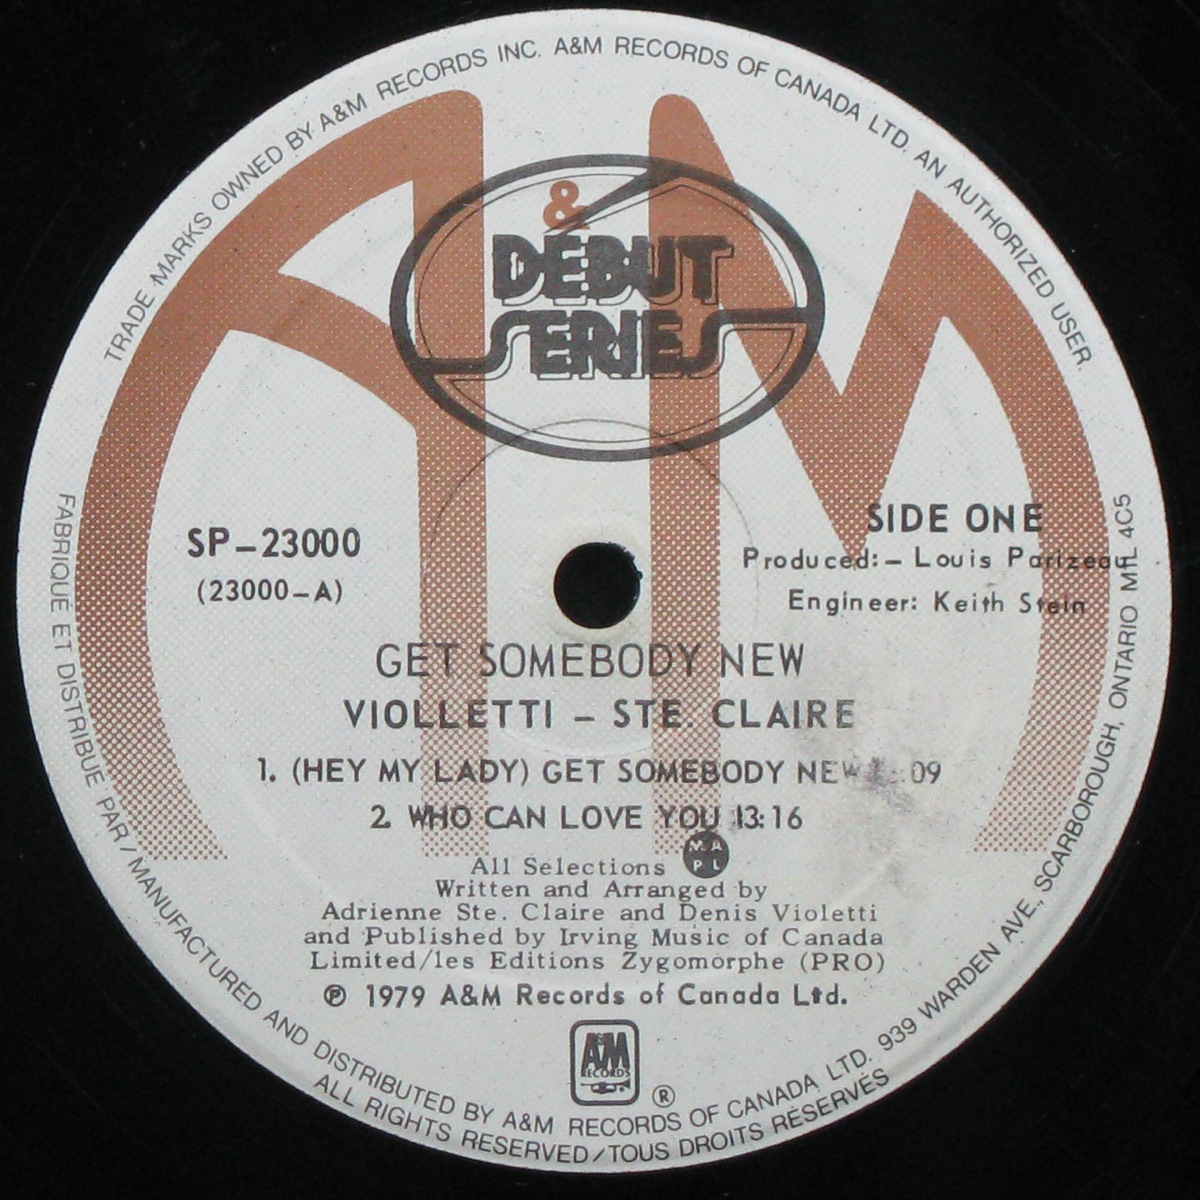 TRADE MARKS OWNED BY A&M RECORDS INC. A&M RECORDS OF CANADA LTD. AN AUTHORIZED USER.
&
DEBUT
SERIES
SP-23000
(23000-A)
SIDE ONE
Produced:- Louis Parizeau
Engineer: Keith Stein
GET SOMEBODY NEW
VIOLLETTI - STE. CLAIRE
1. (HEY MY LADY) GET SOMEBODY NEW :09
2. WHO CAN LOVE YOU 13:16
MAPL
All Selections
Written and Arranged by
Adrienne Ste. Claire and Denis Violetti
and Published by Irving Music of Canada
Limited/les Editions Zygomorphe (PRO)
℗ 1979 A&M Records of Canada Ltd.
A&M
RECORDS
®
FABRIQUÉ ET DISTRIBUÉ PAR/MANUFACTURED AND DISTRIBUTED BY A&M RECORDS OF CANADA LTD. 939 WARDEN AVE., SCARBOROUGH, ONTARIO M1L 4C5
ALL RIGHTS RESERVED/TOUS DROITS RÉSERVÉS